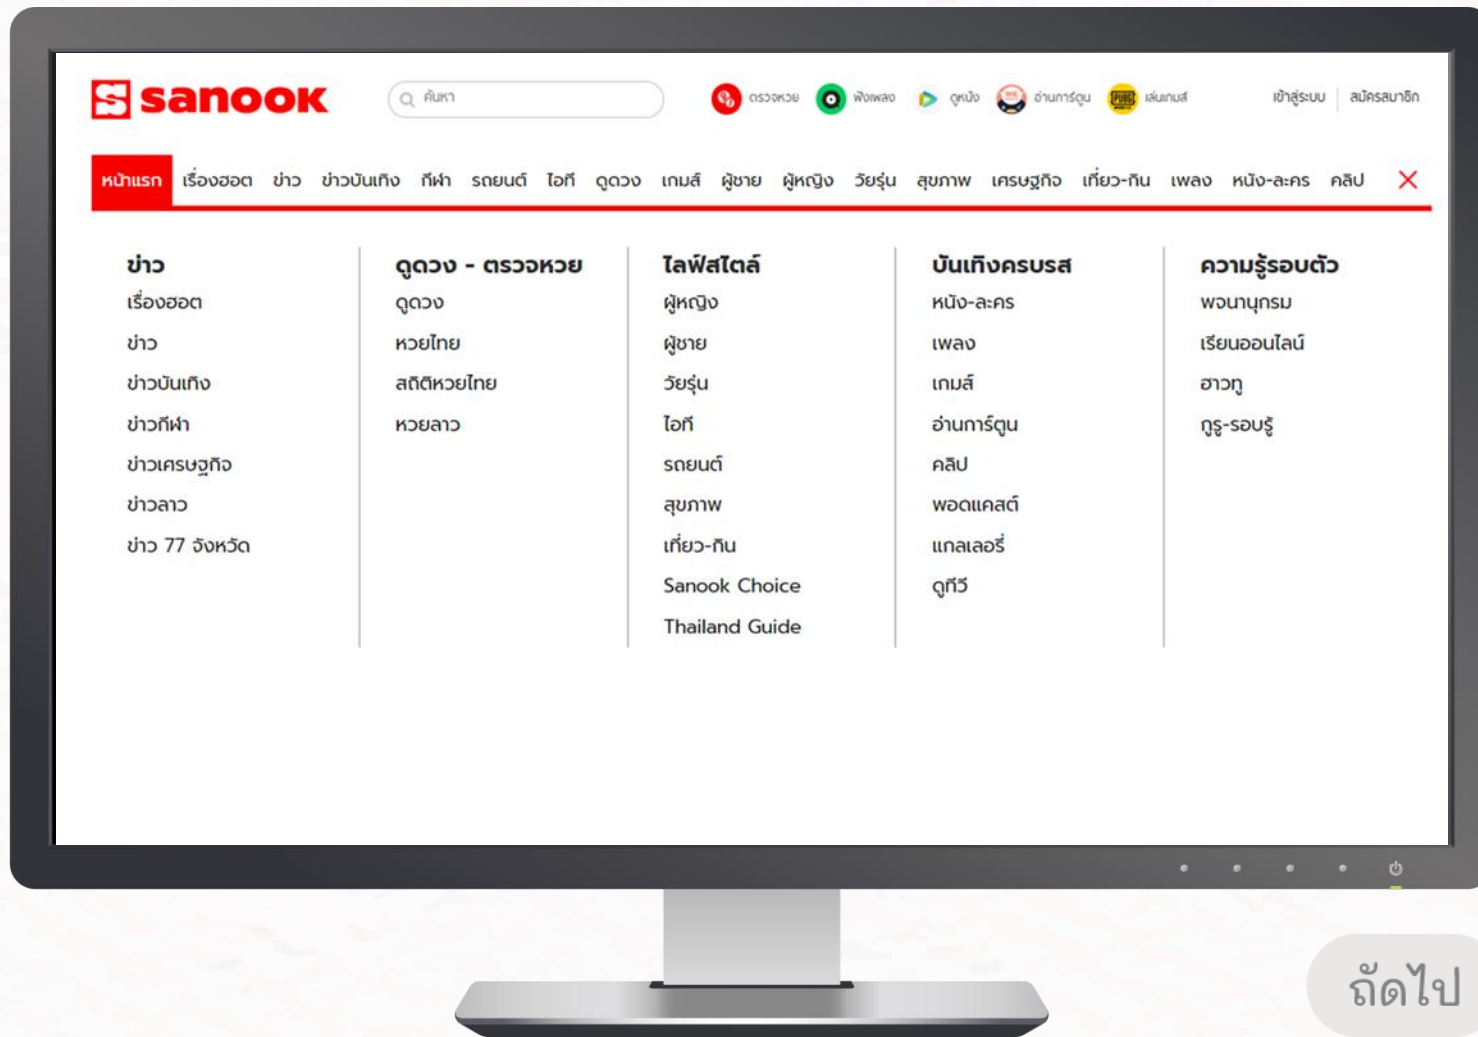 sanook
ค้นหา
ตรวจหวย
ฟังเพลง
ดูหนัง
อ่านการ์ตูน
เล่นเกมส์
เข้าสู่ระบบ
สมัครสมาชิก
หน้าแรก เรื่องฮอต ข่าว ข่าวบันเทิง กีฬา รถยนต์ ไอที ดูดวง เกมส์ ผู้ชาย ผู้หญิง วัยรุ่น สุขภาพ เศรษฐกิจ เที่ยว-กิน เพลง หนัง-ละคร คลิป
ข่าว
เรื่องฮอต
ข่าว
ข่าวบันเทิง
ข่าวกีฬา
ข่าวเศรษฐกิจ
ข่าวลาว
ข่าว 77 จังหวัด
ดูดวง - ตรวจหวย
ดูดวง
หวยไทย
สถิติหวยไทย
หวยลาว
ไลฟ์สไตล์
ผู้หญิง
ผู้ชาย
วัยรุ่น
ไอที
รถยนต์
สุขภาพ
เที่ยว-กิน
Sanook Choice
Thailand Guide
บันเทิงครบรส
หนัง-ละคร
เพลง
เกมส์
อ่านการ์ตูน
คลิป
พอดแคสต์
แกลเลอรี่
ดูทีวี
ความรู้รอบตัว
พจนานุกรม
เรียนออนไลน์
ฮาวทู
กูรู-รอบรู้
ถัดไป